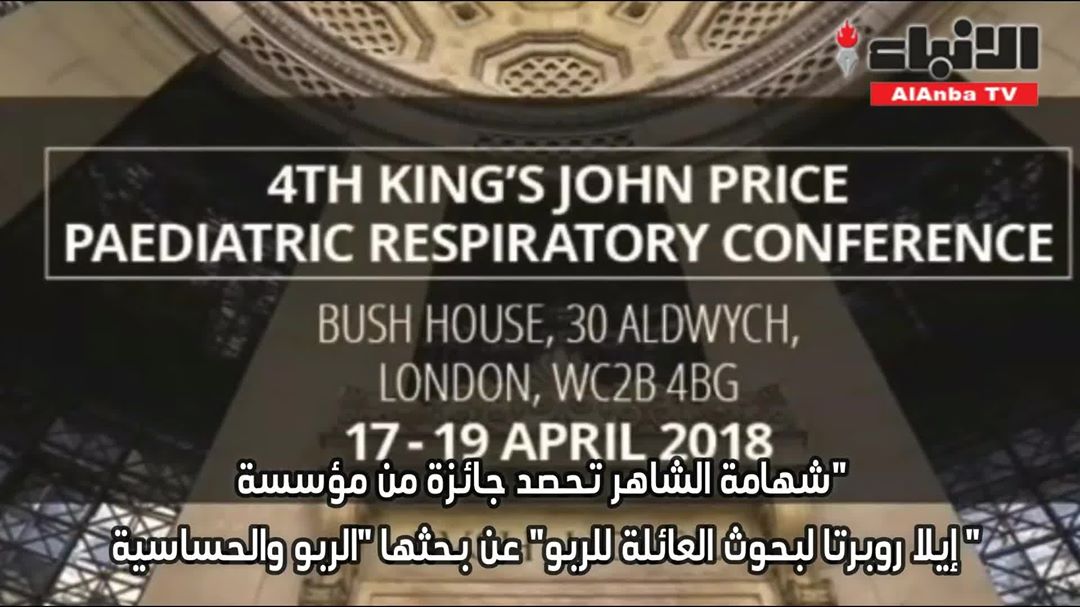 الأنباء
AlAnba TV
4TH KING'S JOHN PRICE
PAEDIATRIC RESPIRATORY CONFERENCE
BUSH HOUSE, 30 ALDWYCH,
LONDON, WC2B 4BG
17 - 19 APRIL 2018
"شهامة الشاهر تحصد جائزة من مؤسسة
" إيلا روبرتا لبحوث العائلة للربو" عن بحثها "الربو والحساسية